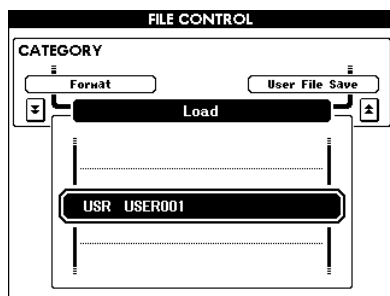 FILE CONTROL
CATEGORY
Format
User File Save
Load
USR USER001